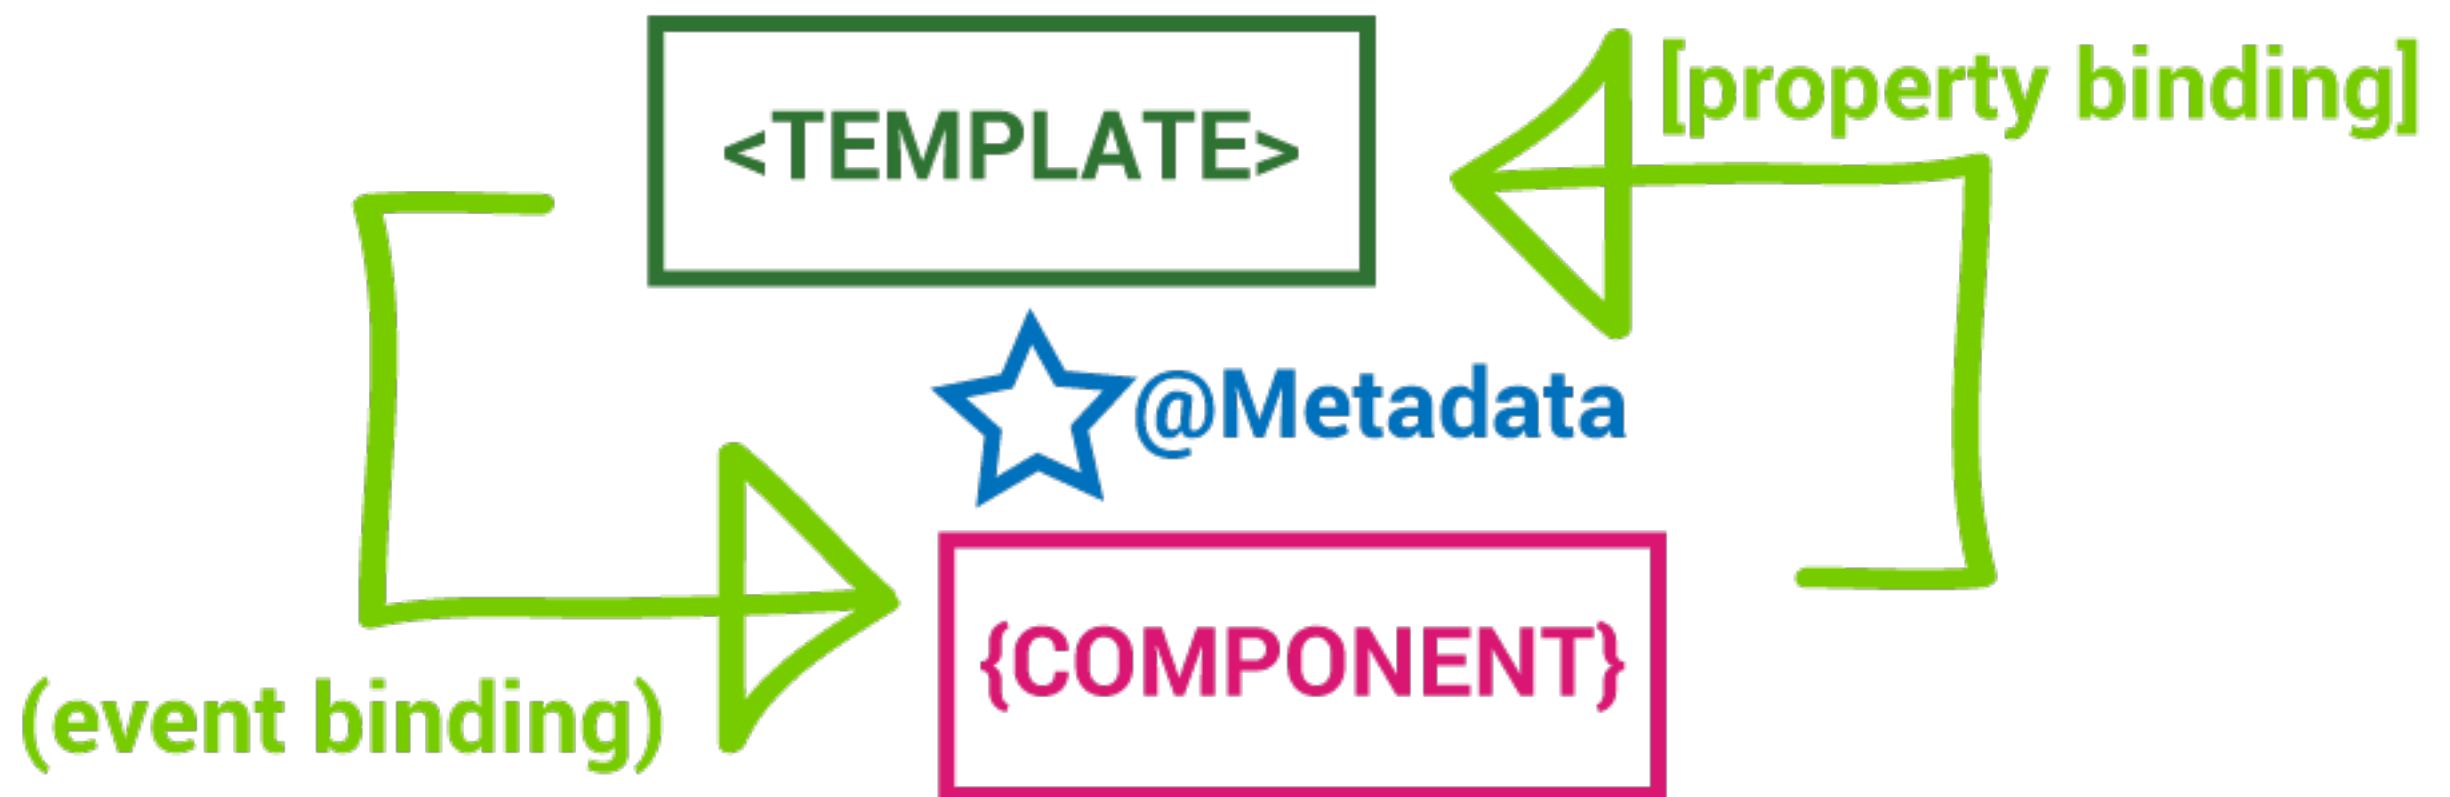 <TEMPLATE>
[property binding]
@Metadata
{COMPONENT}
(event binding)